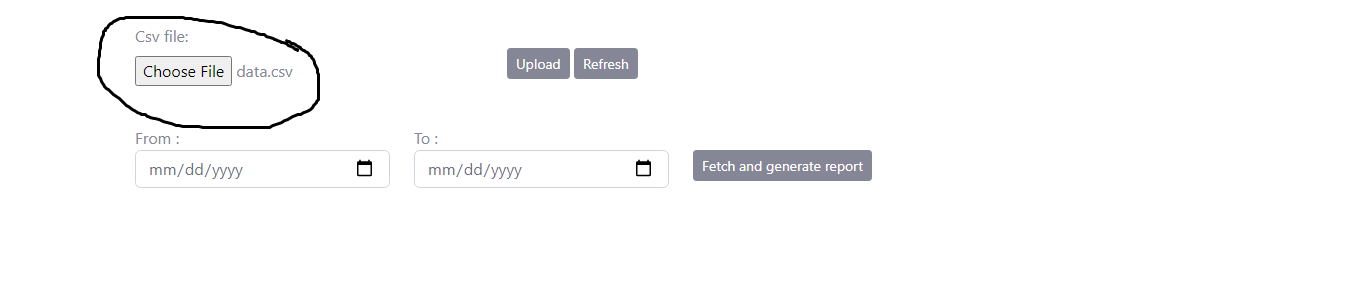 Csv file:
Choose File data.csv
Upload Refresh
From : To :
mm/dd/yyyy mm/dd/yyyy Fetch and generate report